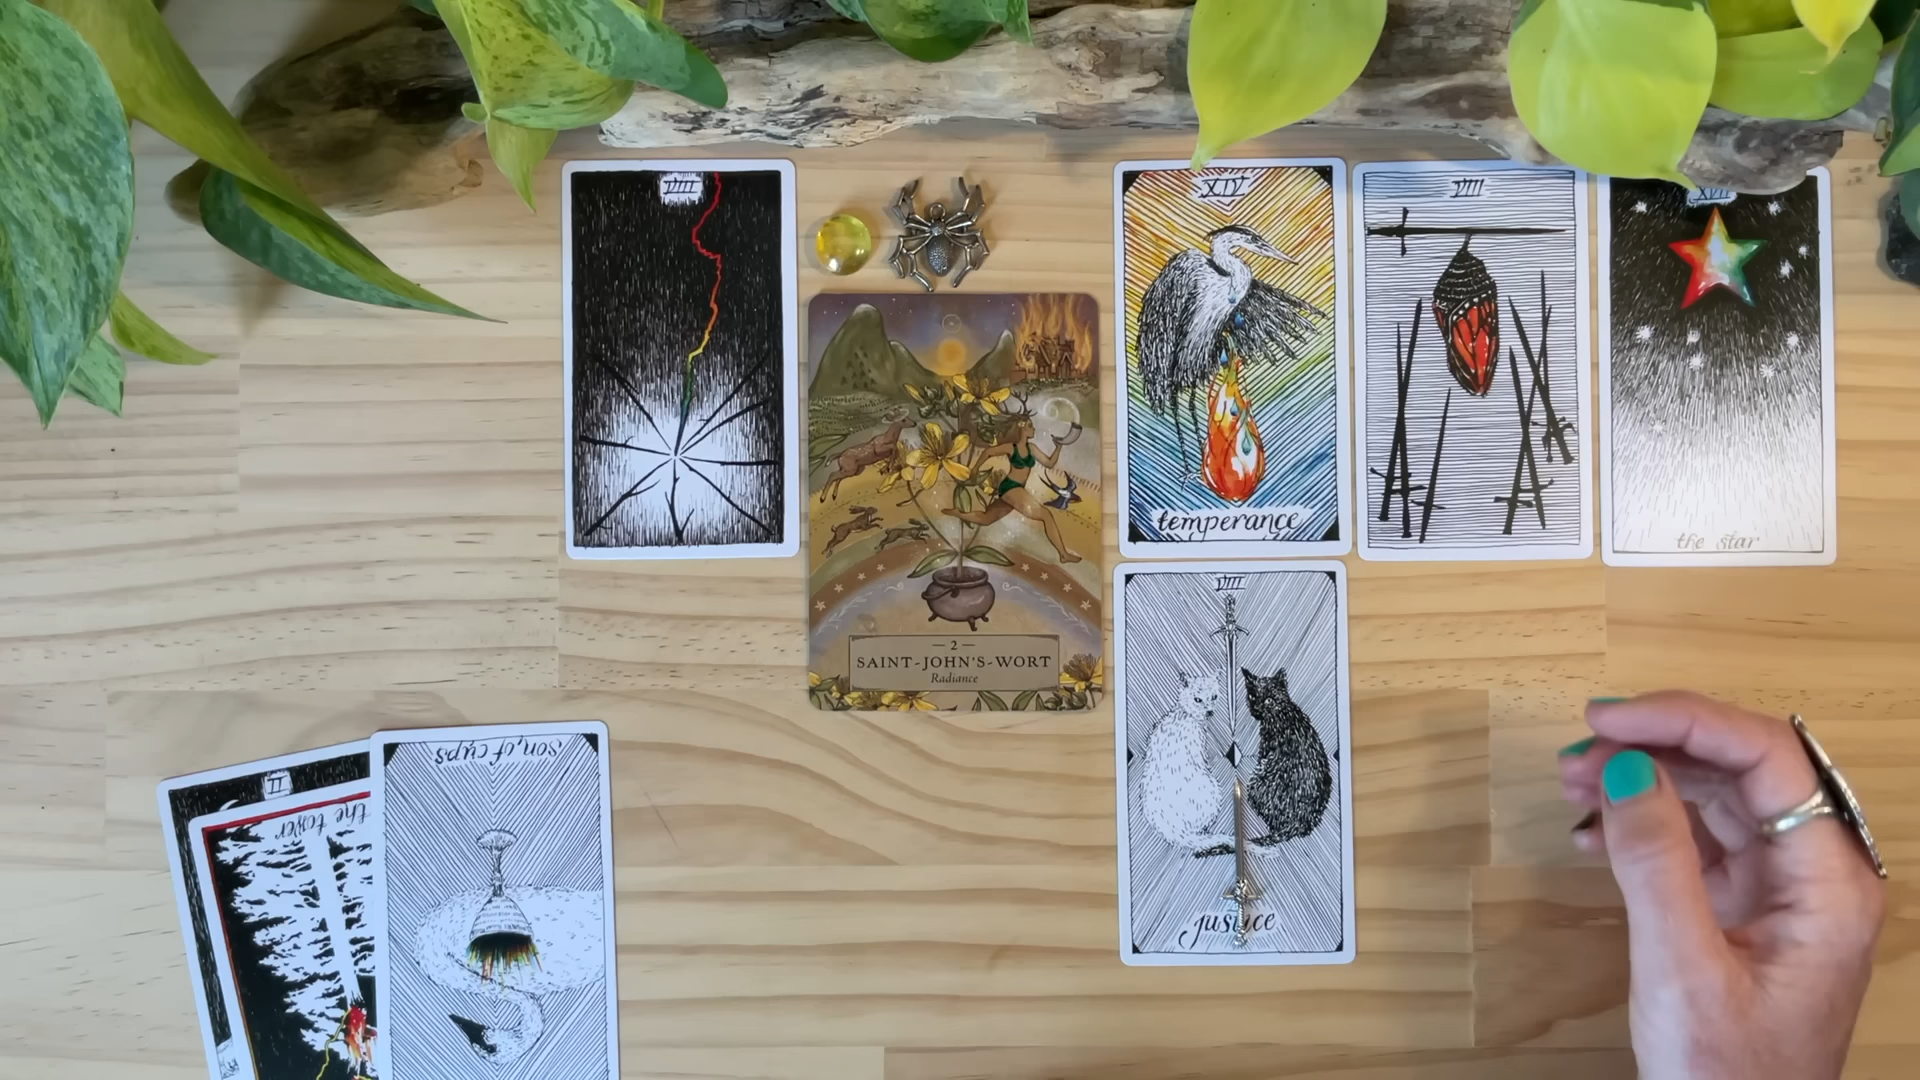 VIII
XIV
VIII
XVII
temperance
the star
— 2 —
SAINT-JOHN'S-WORT
Radiance
VIII
justice
II
the tower
son of cups